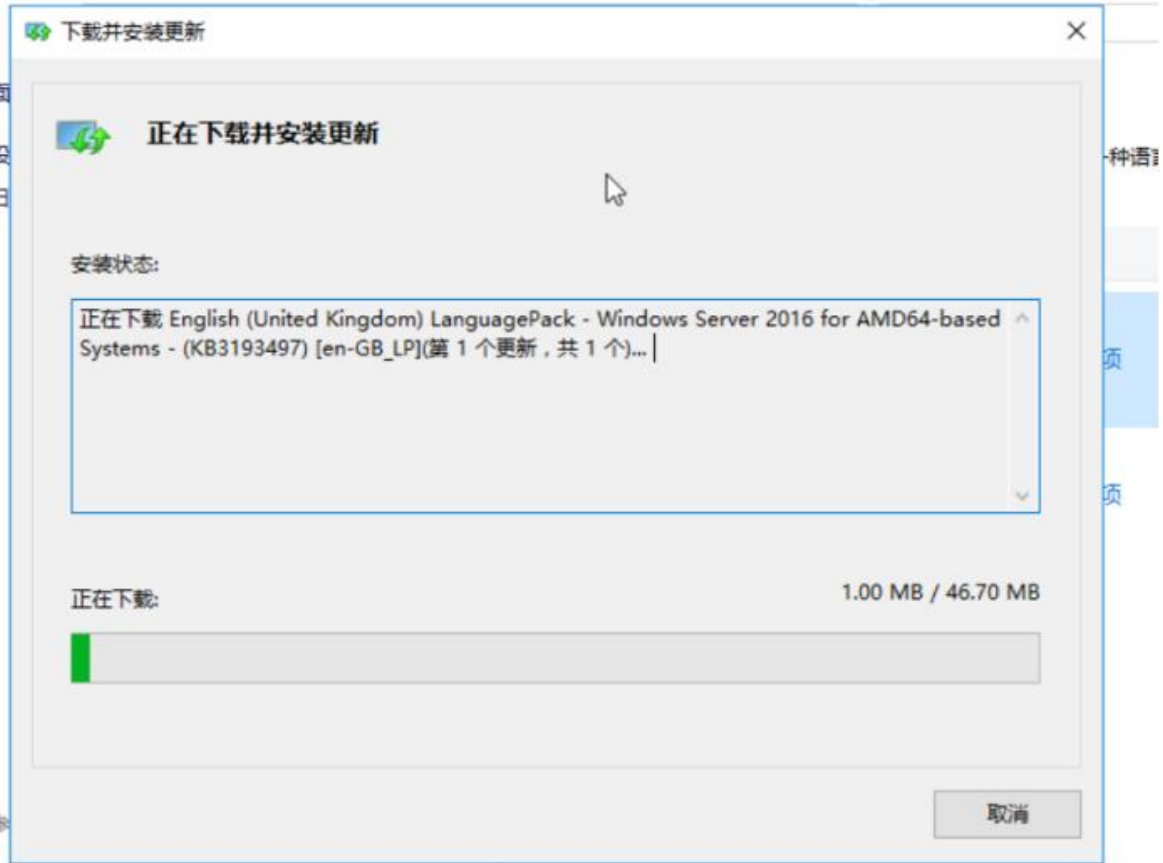 下载并安装更新
正在下载并安装更新
种语言
安装状态:
正在下载 English (United Kingdom) LanguagePack - Windows Server 2016 for AMD64-based
Systems - (KB3193497) [en-GB_LP](第 1 个更新，共 1 个)...
项
项
正在下载:
1.00 MB / 46.70 MB
取消